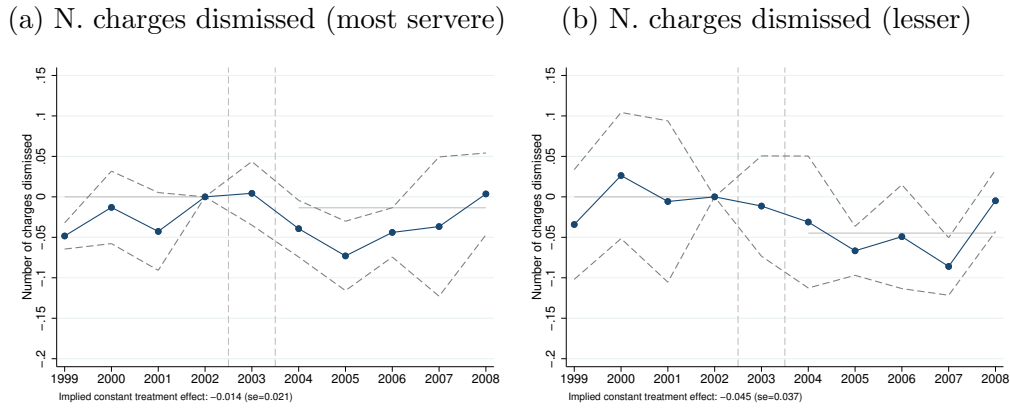 (a) N. charges dismissed (most servere)
(b) N. charges dismissed (lesser)
Number of charges dismissed
.15
.1
.05
0
−.05
−.1
−.15
−.2
1999 2000 2001 2002 2003 2004 2005 2006 2007 2008
Implied constant treatment effect: −0.014 (se=0.021)
Number of charges dismissed
.15
.1
.05
0
−.05
−.1
−.15
−.2
1999 2000 2001 2002 2003 2004 2005 2006 2007 2008
Implied constant treatment effect: −0.045 (se=0.037)